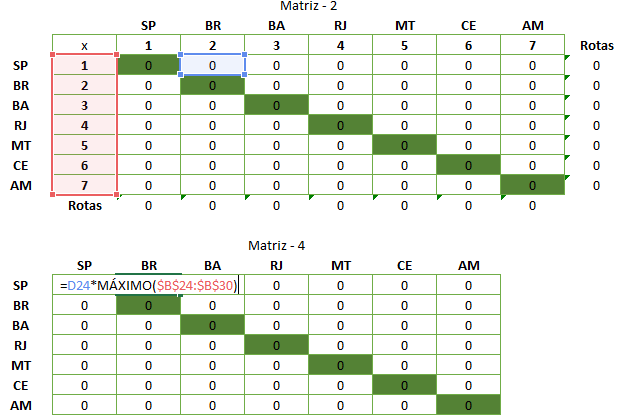 Matriz - 2
SP BR BA RJ MT CE AM
x 1 2 3 4 5 6 7 Rotas
SP 1 0 0 0 0 0 0 0 0
BR 2 0 0 0 0 0 0 0 0
BA 3 0 0 0 0 0 0 0 0
RJ 4 0 0 0 0 0 0 0 0
MT 5 0 0 0 0 0 0 0 0
CE 6 0 0 0 0 0 0 0 0
AM 7 0 0 0 0 0 0 0 0
Rotas 0 0 0 0 0 0 0
Matriz - 4
SP BR BA RJ MT CE AM
SP =D24*MÁXIMO($B$24:$B$30) 0 0 0 0
BR 0 0 0 0 0 0 0
BA 0 0 0 0 0 0 0
RJ 0 0 0 0 0 0 0
MT 0 0 0 0 0 0 0
CE 0 0 0 0 0 0 0
AM 0 0 0 0 0 0 0